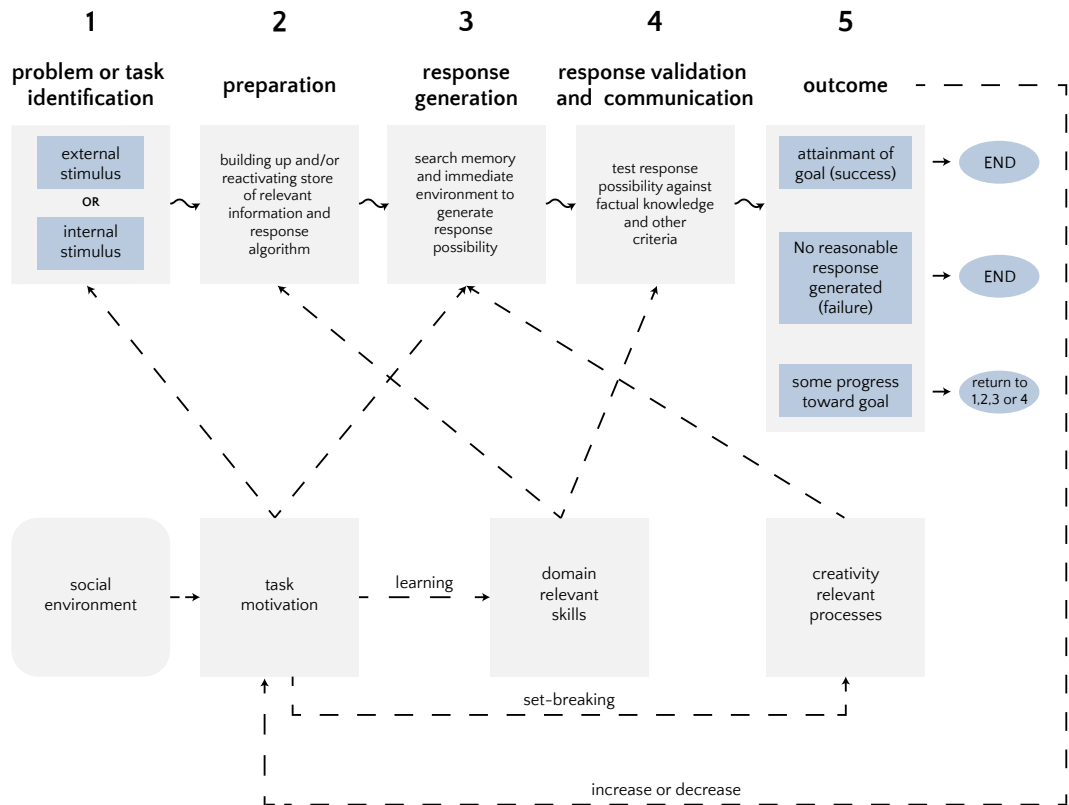 1
2
3
4
5
problem or task
identification
preparation
response
generation
response validation
and communication
outcome
external
stimulus
OR
internal
stimulus
building up and/or
reactivating store
of relevant
information and
response
algorithm
search memory
and immediate
environment to
generate
response
possibility
test response
possibility against
factual knowledge
and other
criteria
attainmant of
goal (success)
END
No reasonable
response
generated
(failure)
END
some progress
toward goal
return to
1,2,3 or 4
social
environment
task
motivation
learning
domain
relevant
skills
creativity
relevant
processes
set-breaking
increase or decrease